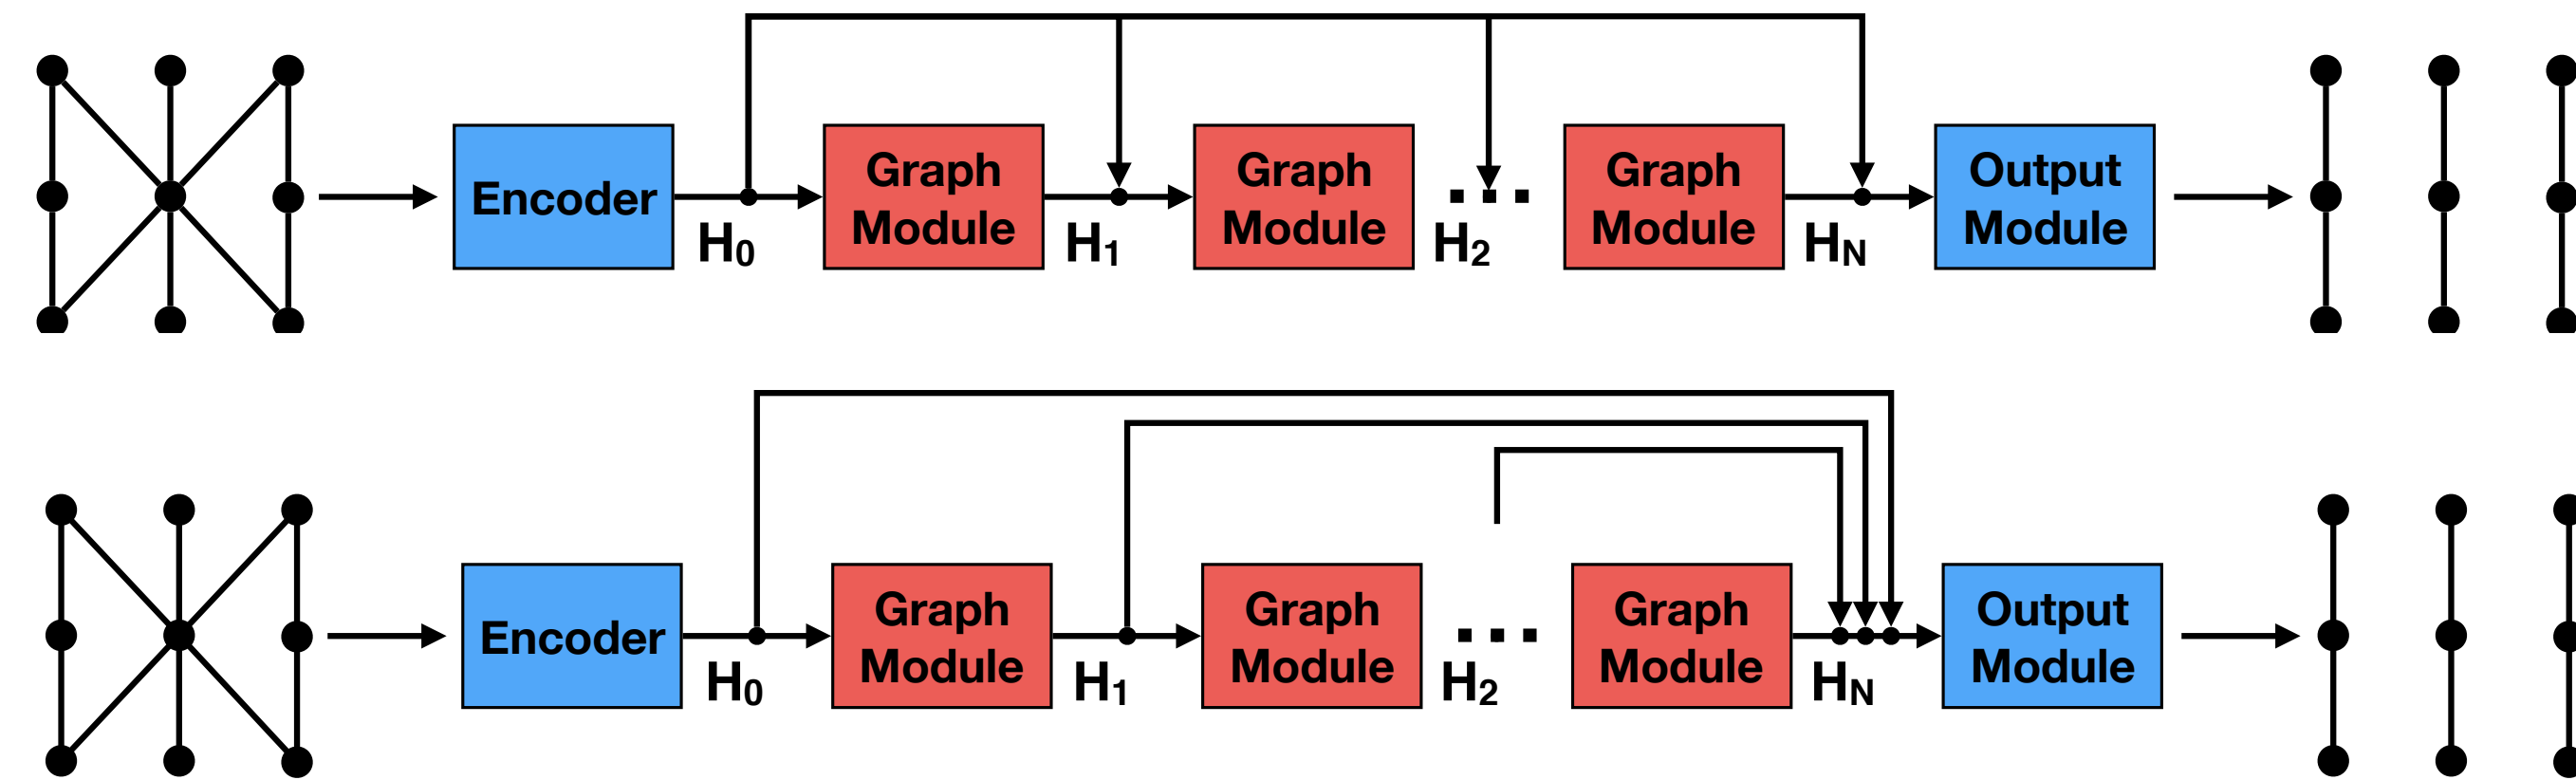 Encoder
H0
Graph
Module
H1
Graph
Module
...
H2
Graph
Module
HN
Output
Module
Encoder
H0
Graph
Module
H1
Graph
Module
...
H2
Graph
Module
HN
Output
Module